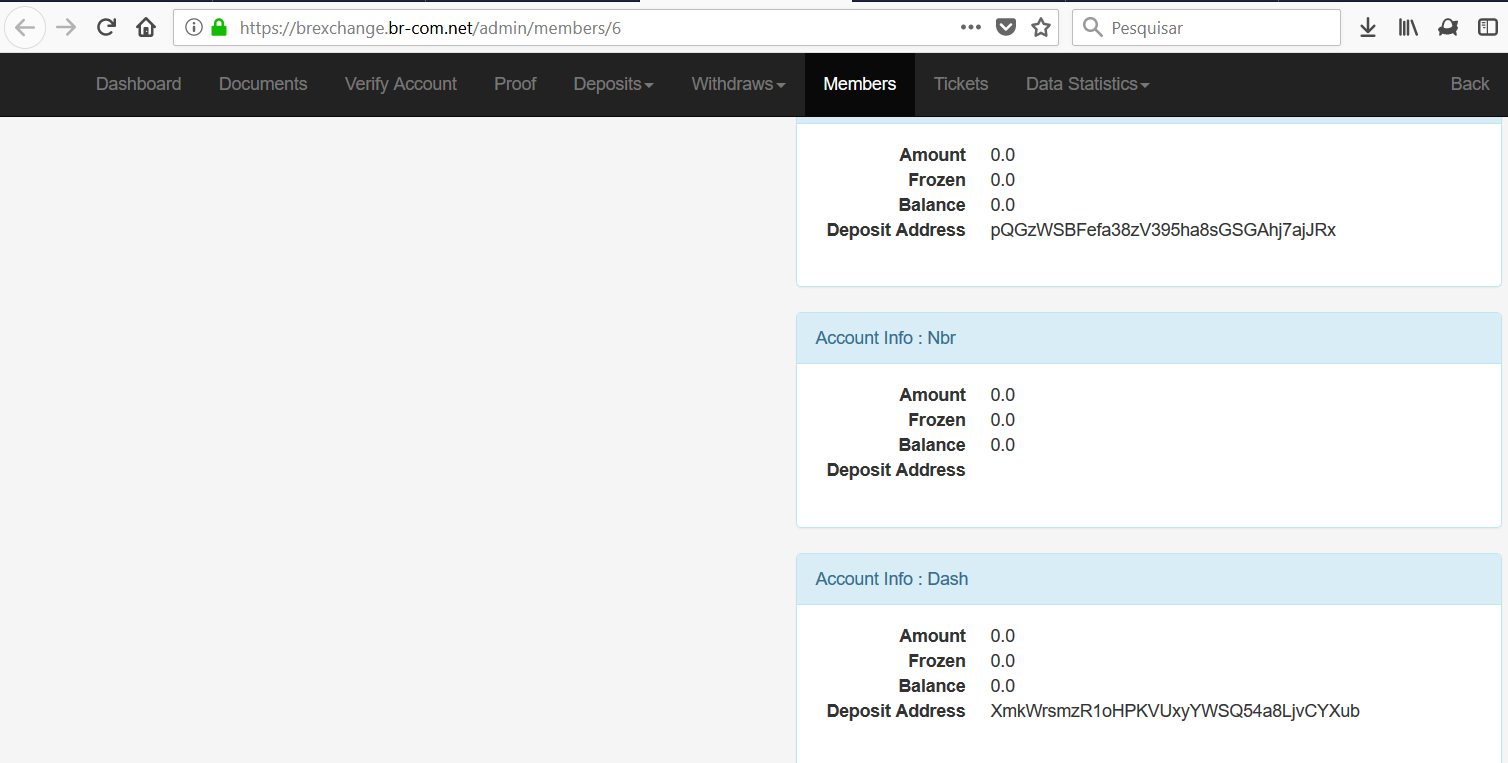 https://brexchange.br-com.net/admin/members/6
Pesquisar
Dashboard Documents Verify Account Proof Deposits Withdraws Members Tickets Data Statistics Back
Amount 0.0
Frozen 0.0
Balance 0.0
Deposit Address pQGzWSBFefa38zV395ha8sGSGAhj7ajJRx
Account Info : Nbr
Amount 0.0
Frozen 0.0
Balance 0.0
Deposit Address
Account Info : Dash
Amount 0.0
Frozen 0.0
Balance 0.0
Deposit Address XmkWrsmzR1oHPKVUxyYWSQ54a8LjvCYXub